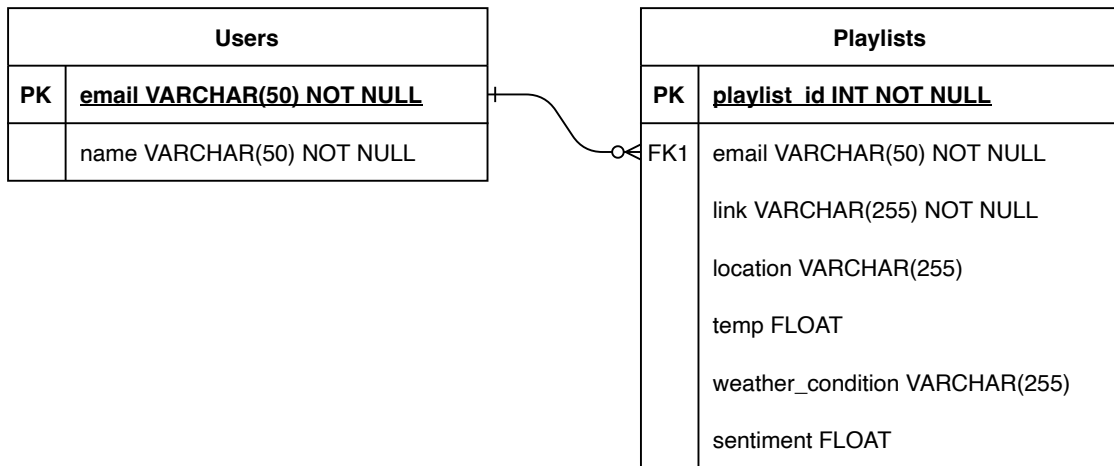 Users
PK email VARCHAR(50) NOT NULL
name VARCHAR(50) NOT NULL
Playlists
PK playlist_id INT NOT NULL
FK1 email VARCHAR(50) NOT NULL
link VARCHAR(255) NOT NULL
location VARCHAR(255)
temp FLOAT
weather_condition VARCHAR(255)
sentiment FLOAT